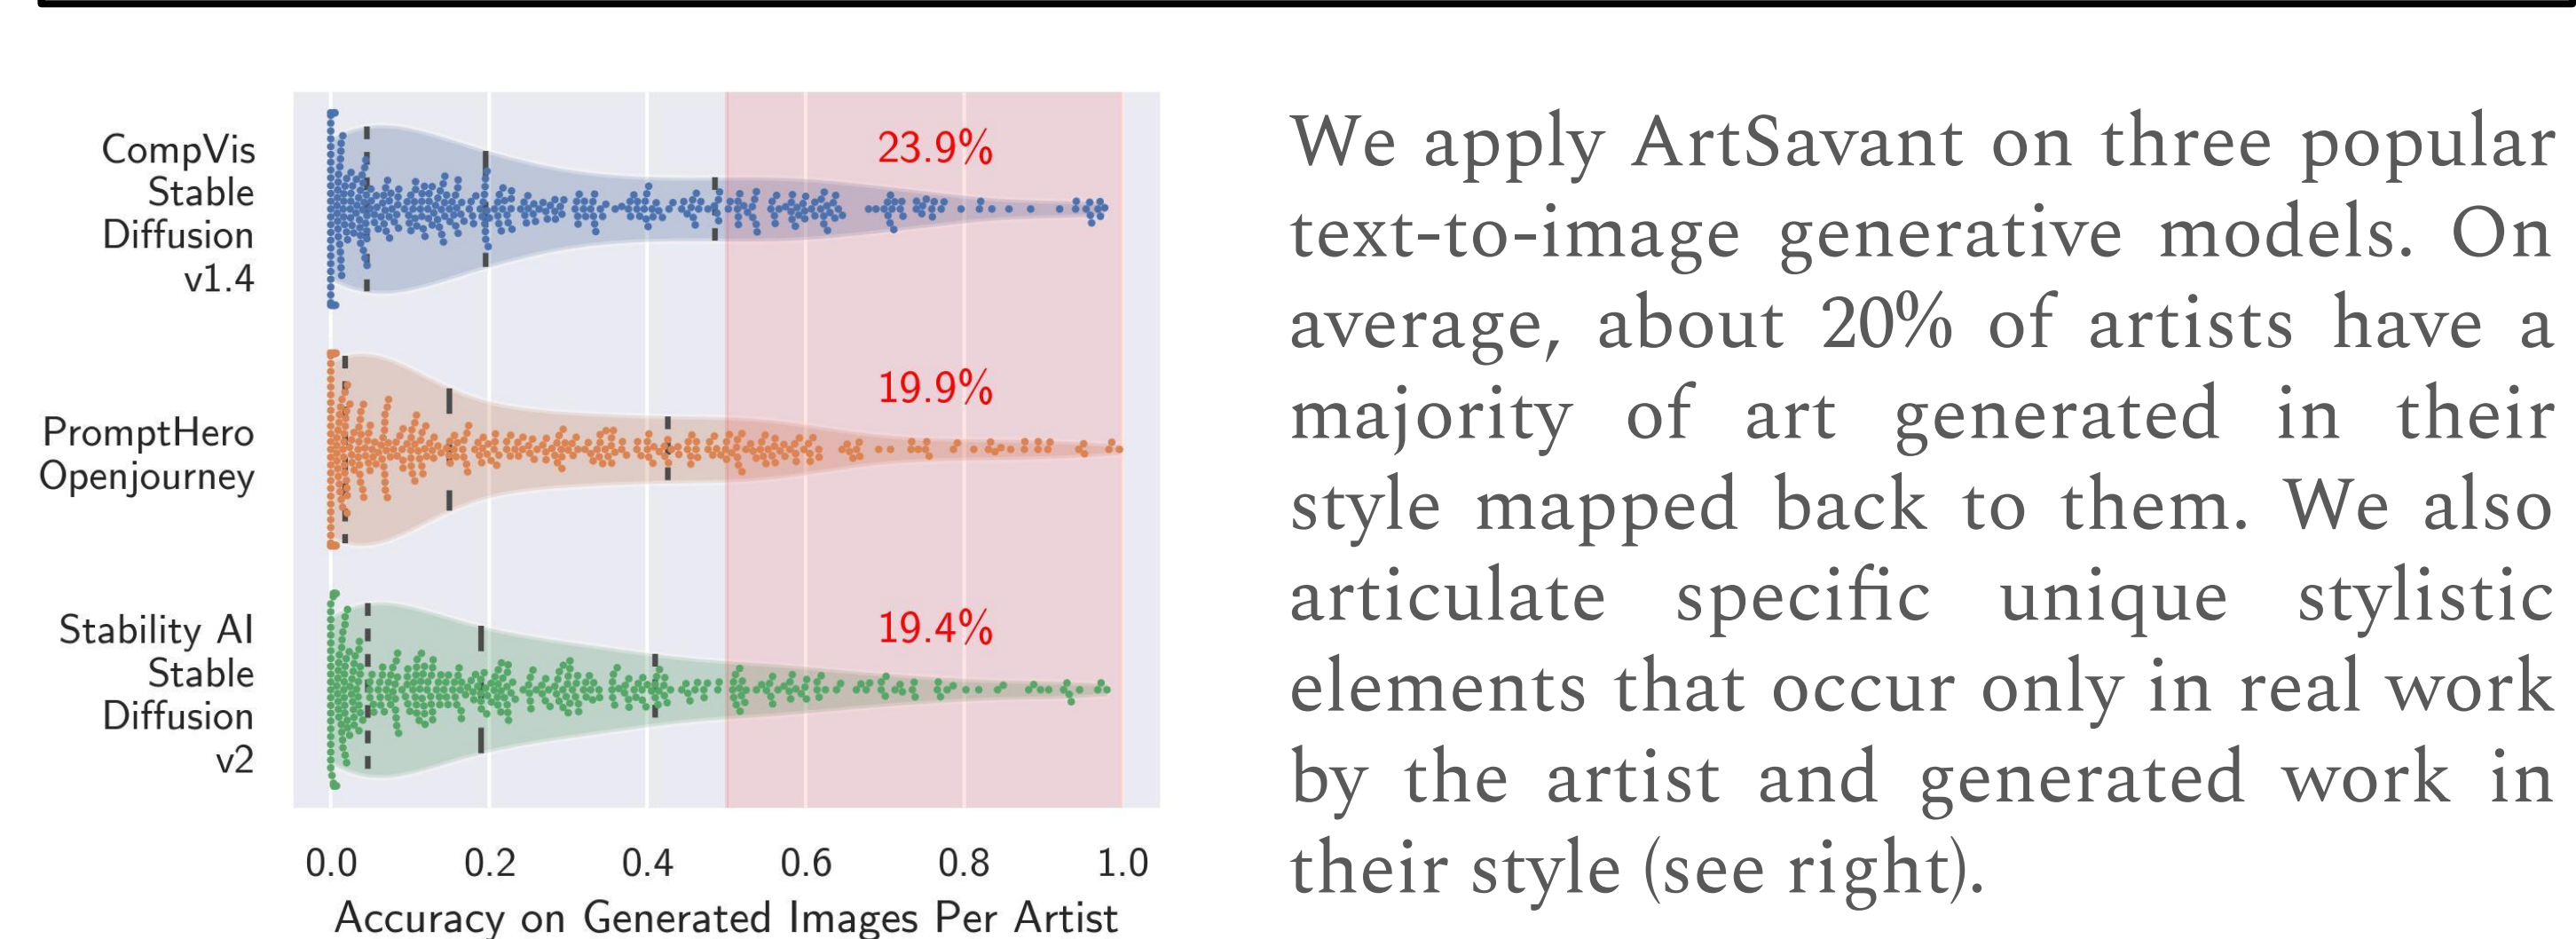 CompVis
Stable
Diffusion
v1.4
23.9%
PromptHero
Openjourney
19.9%
Stability AI
Stable
Diffusion
v2
19.4%
0.0 0.2 0.4 0.6 0.8 1.0
Accuracy on Generated Images Per Artist
We apply ArtSavant on three popular
text-to-image generative models. On
average, about 20% of artists have a
majority of art generated in their
style mapped back to them. We also
articulate specific unique stylistic
elements that occur only in real work
by the artist and generated work in
their style (see right).